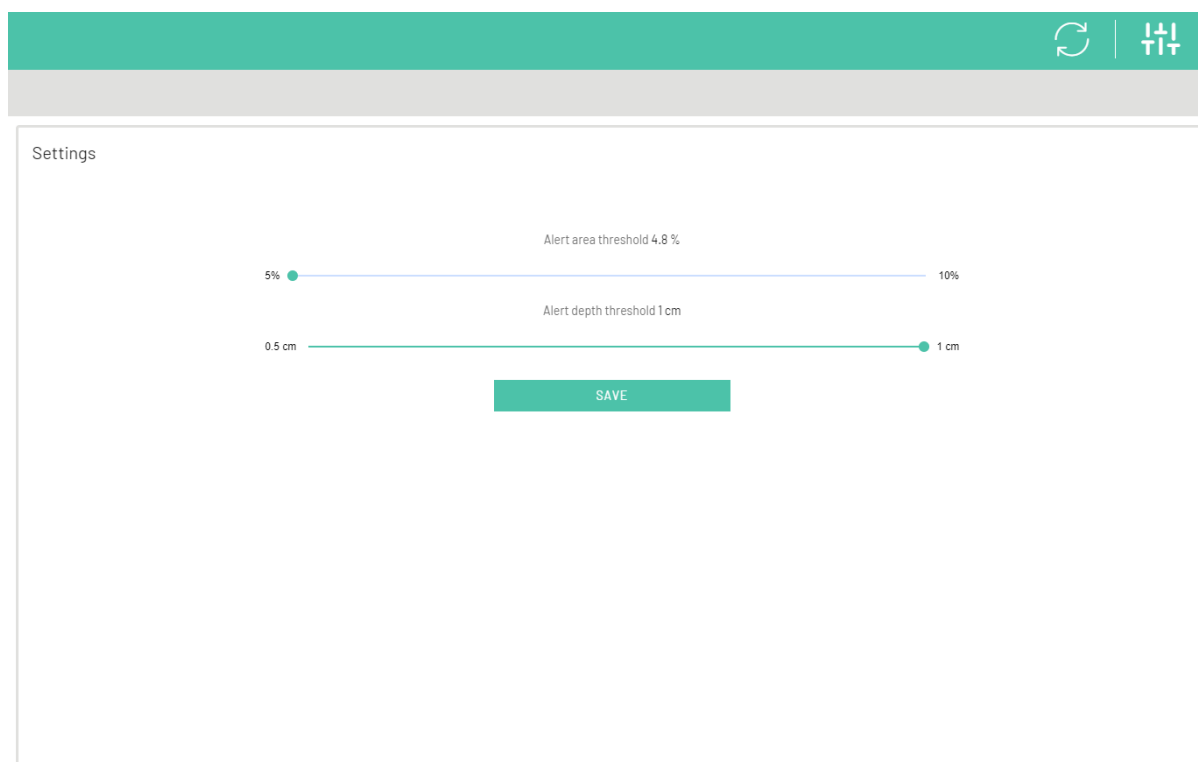 Settings
Alert area threshold 4.8 %
5% 10%
Alert depth threshold 1 cm
0.5 cm 1 cm
SAVE